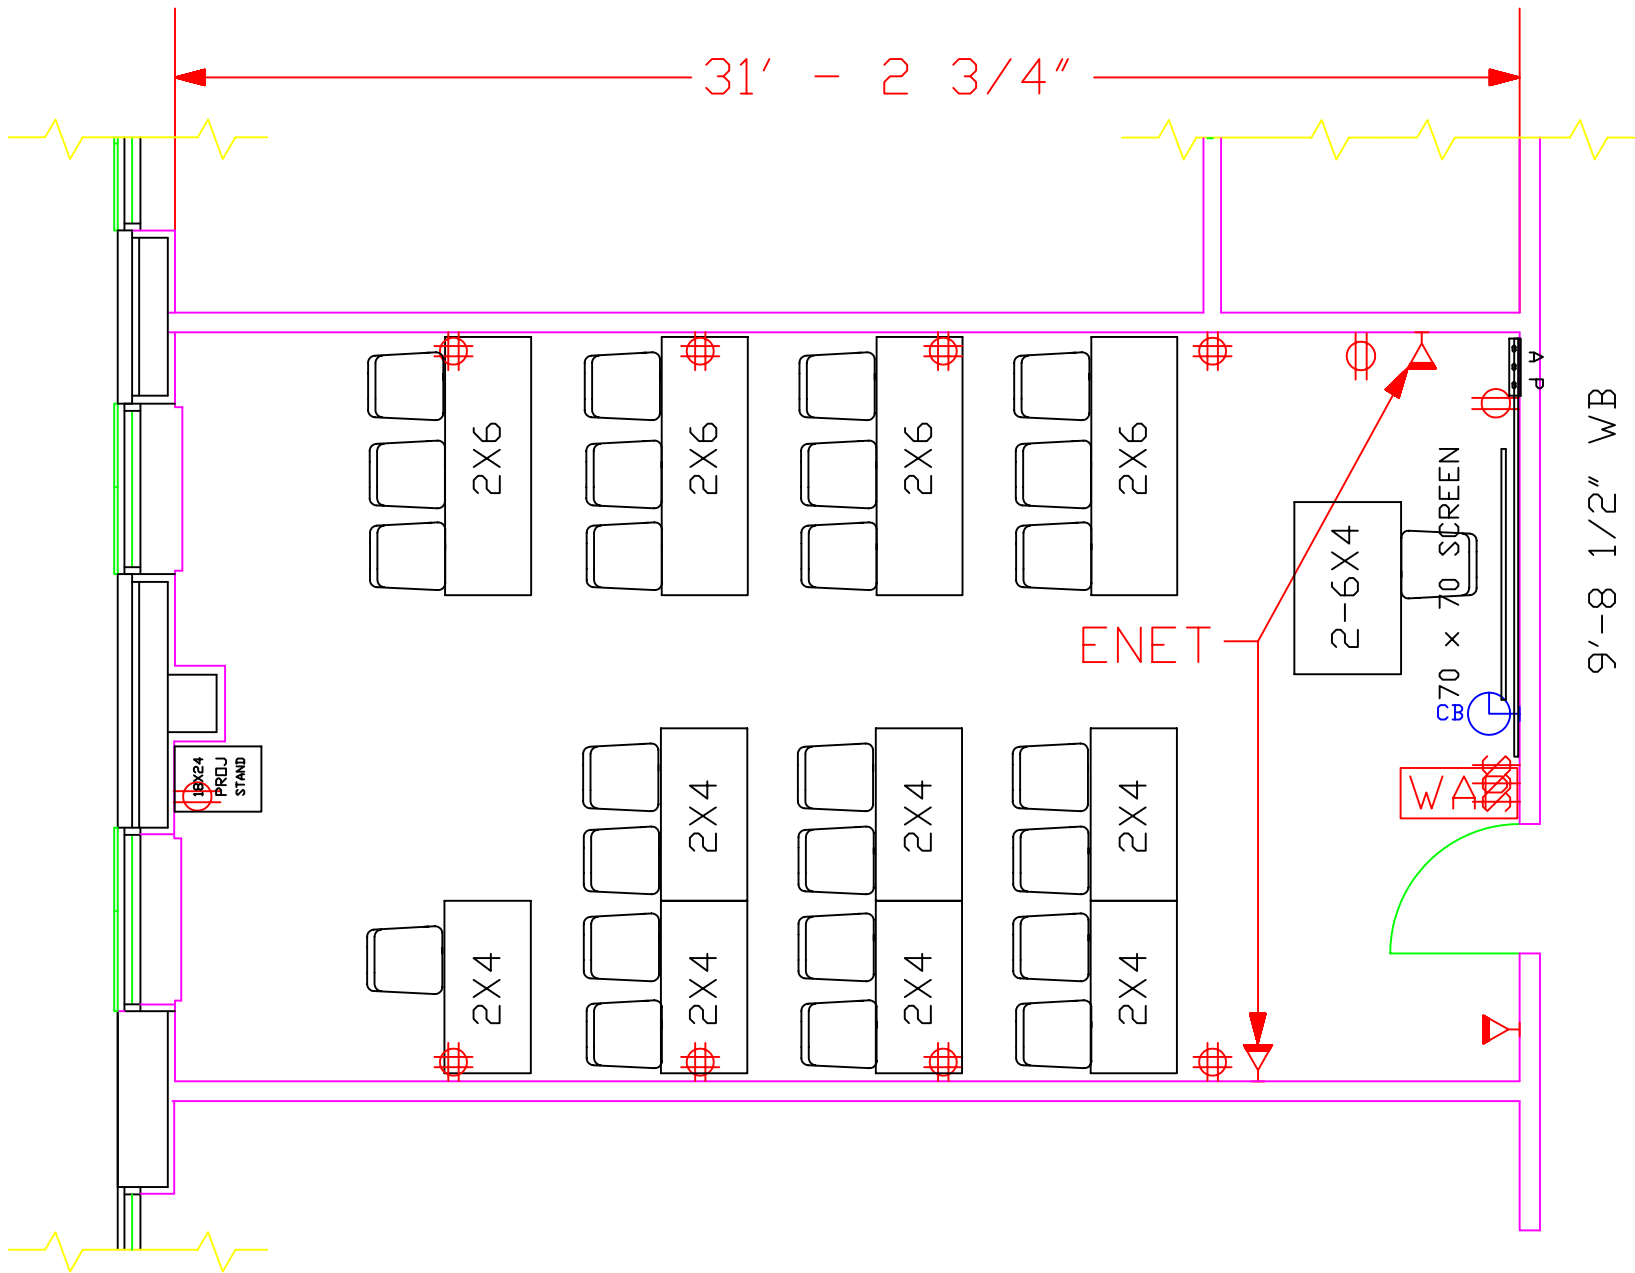 31' - 2 3/4"
A P
2X6
2X6
2X6
2X6
9'-8 1/2" WB
70 x 70 SCREEN
2-6X4
ENET
CB
18X24
PROJ
STAND
2X4
2X4
2X4
2X4
2X4
2X4
2X4